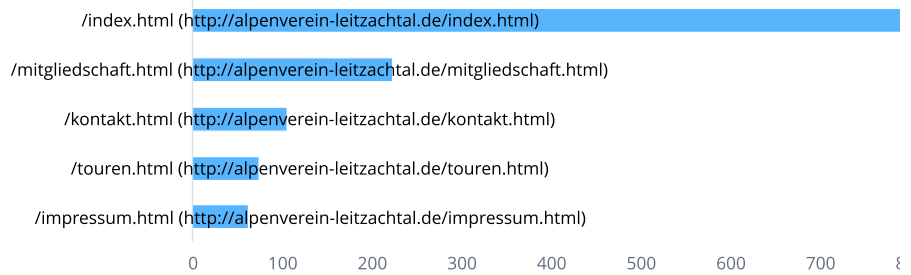 /index.html (http://alpenverein-leitzachtal.de/index.html)
/mitgliedschaft.html (http://alpenverein-leitzachtal.de/mitgliedschaft.html)
/kontakt.html (http://alpenverein-leitzachtal.de/kontakt.html)
/touren.html (http://alpenverein-leitzachtal.de/touren.html)
/impressum.html (http://alpenverein-leitzachtal.de/impressum.html)
0 100 200 300 400 500 600 700